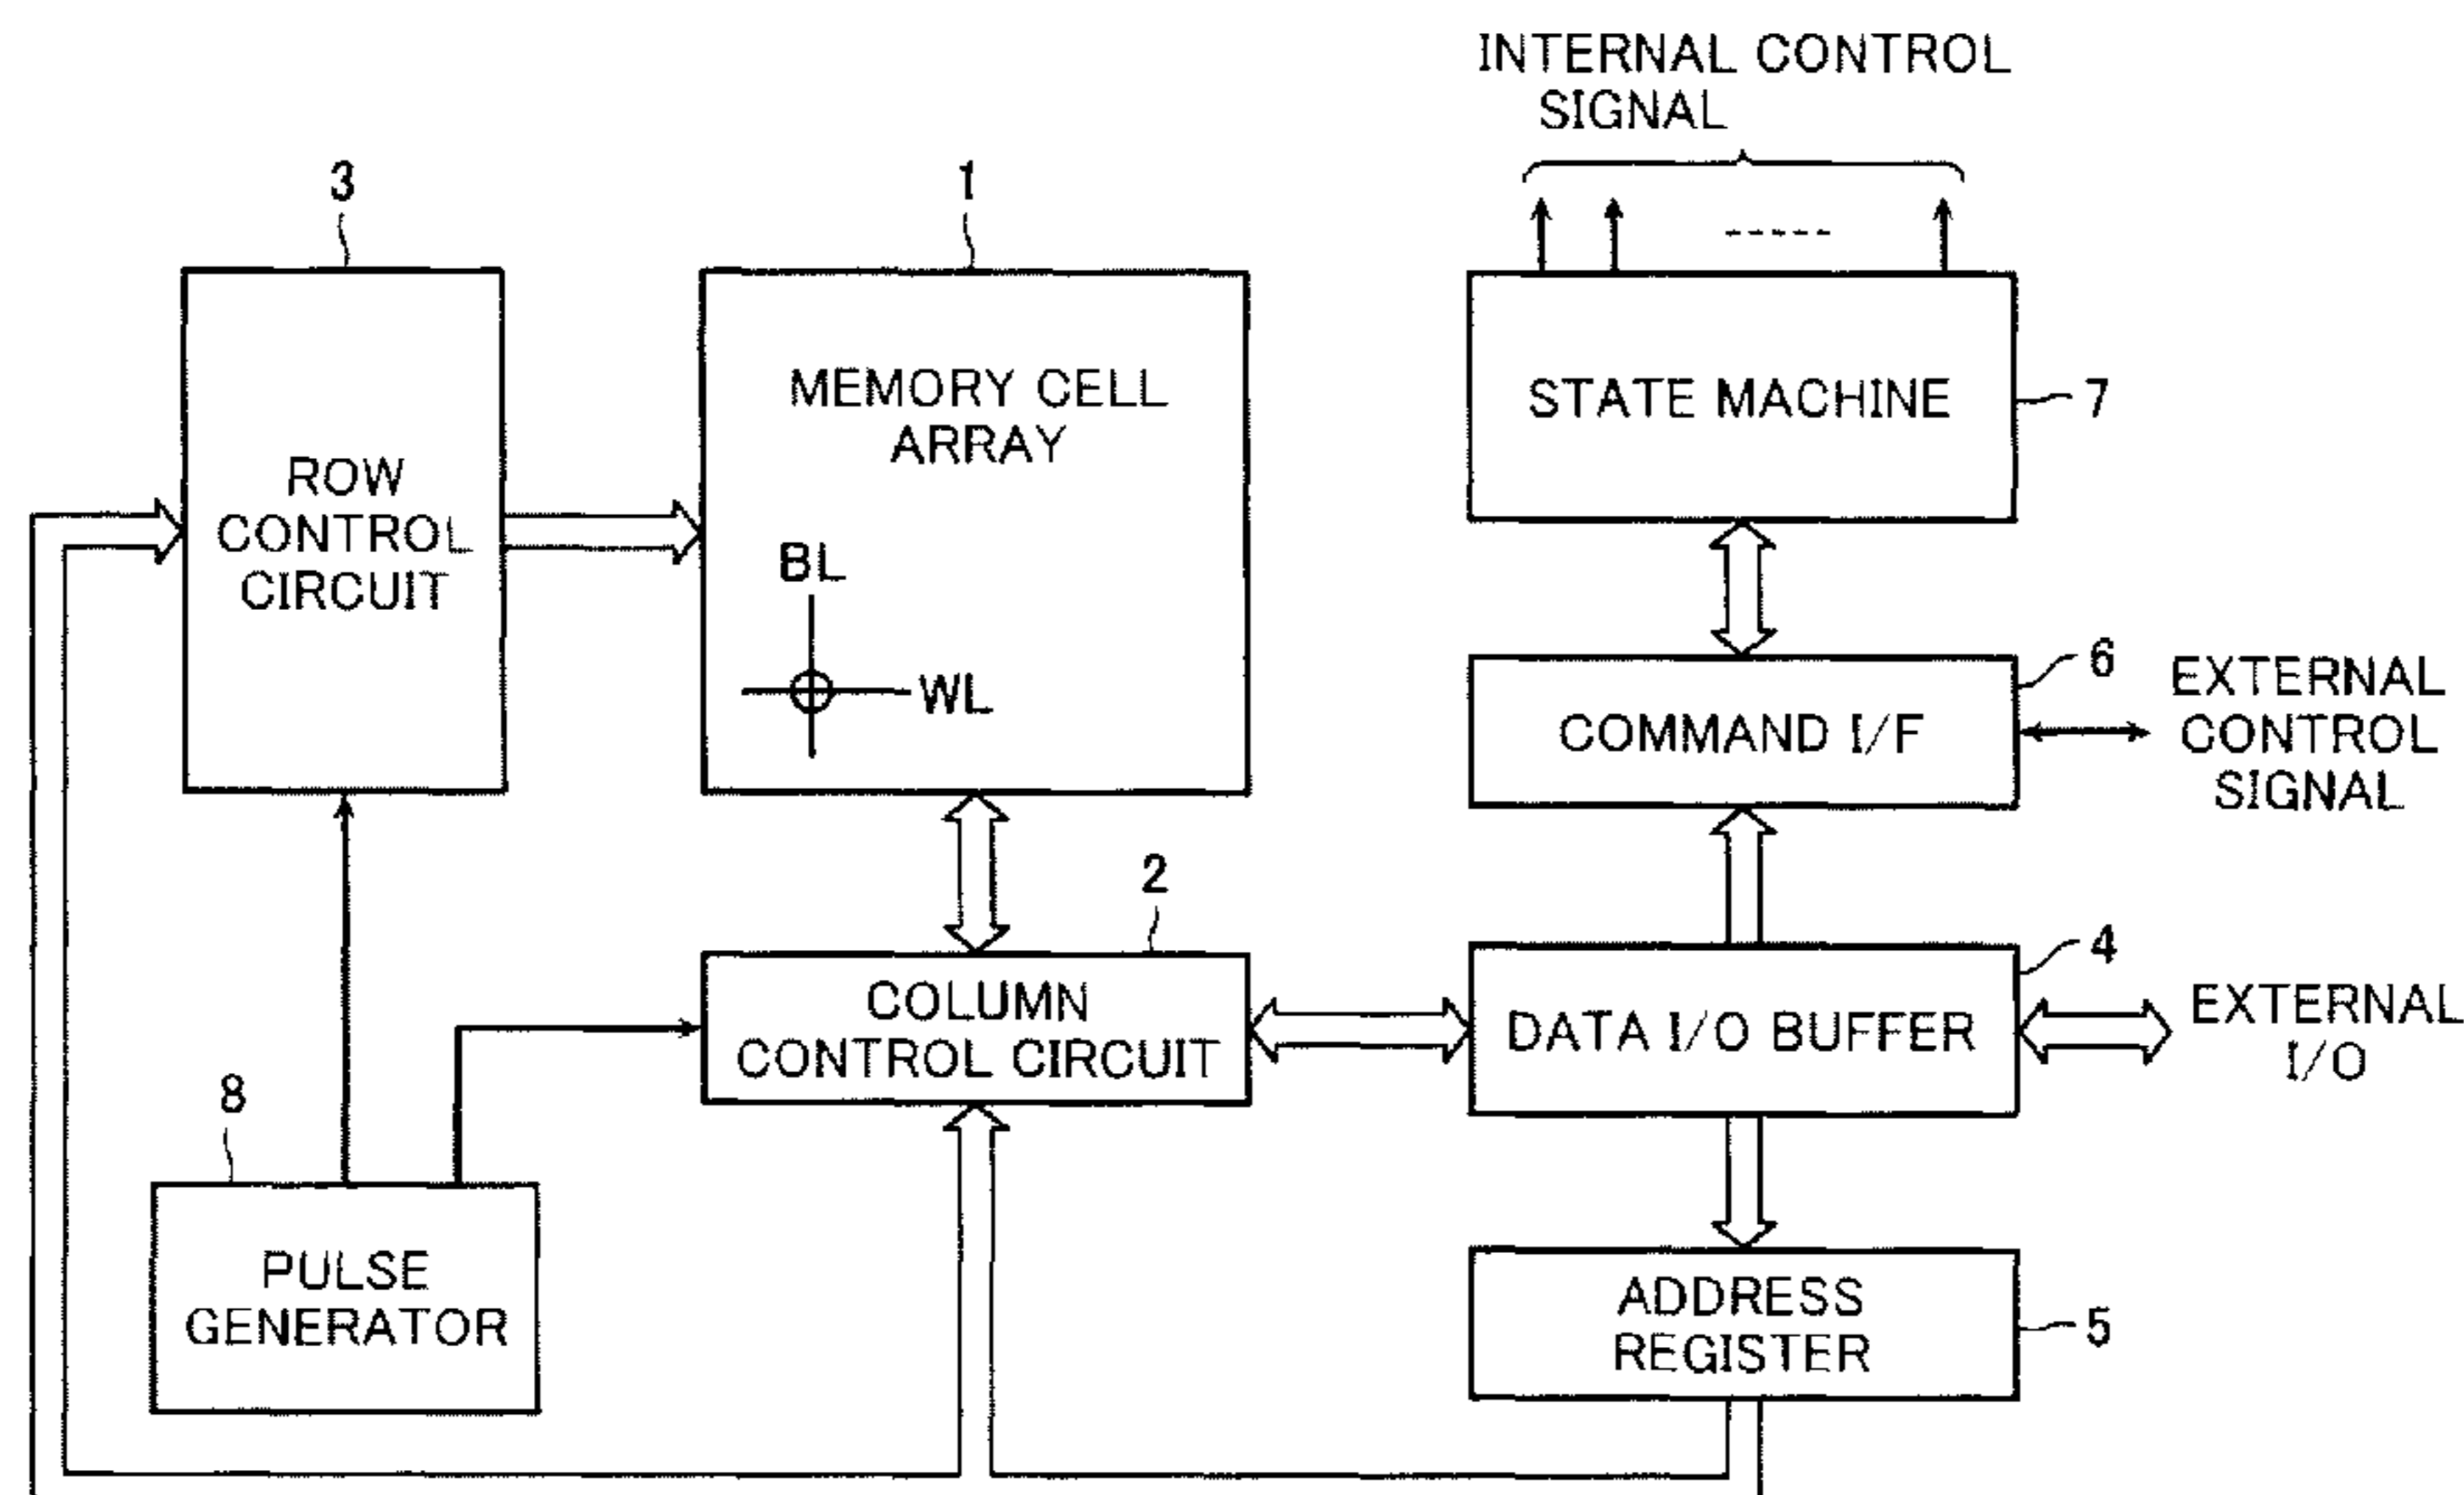 INTERNAL CONTROL
SIGNAL
3
1
ROW
CONTROL
CIRCUIT
MEMORY CELL
ARRAY
BL
WL
STATE MACHINE
7
COMMAND I/F
6
EXTERNAL
CONTROL
SIGNAL
2
COLUMN
CONTROL CIRCUIT
DATA I/O BUFFER
4
EXTERNAL
I/O
8
PULSE
GENERATOR
ADDRESS
REGISTER
5